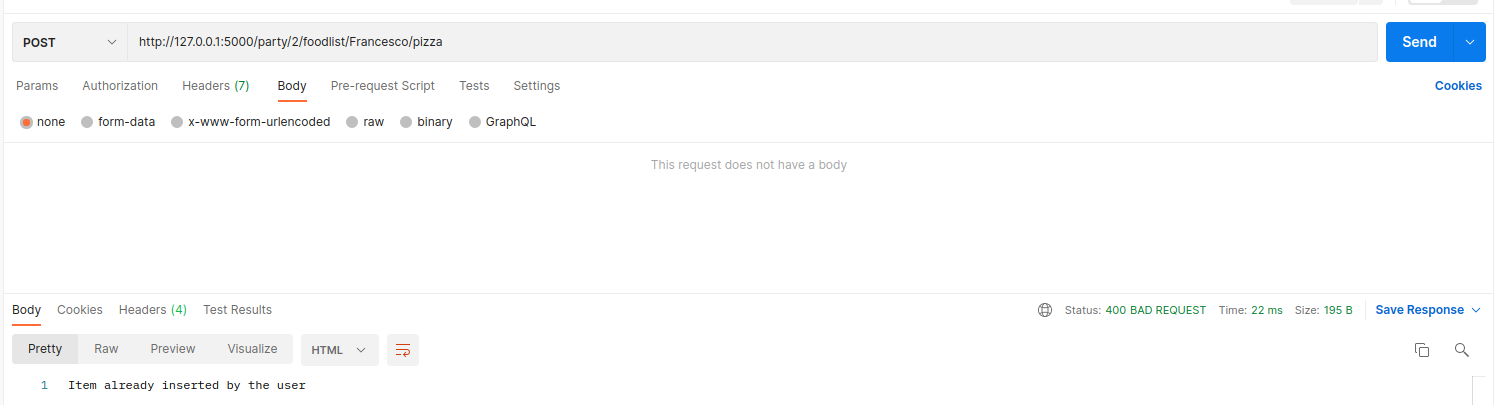 POST http://127.0.0.1:5000/party/2/foodlist/Francesco/pizza Send
Params Authorization Headers (7) Body Pre-request Script Tests Settings Cookies
none form-data x-www-form-urlencoded raw binary GraphQL
This request does not have a body
Body Cookies Headers (4) Test Results Status: 400 BAD REQUEST Time: 22 ms Size: 195 B Save Response
Pretty Raw Preview Visualize HTML
1 Item already inserted by the user